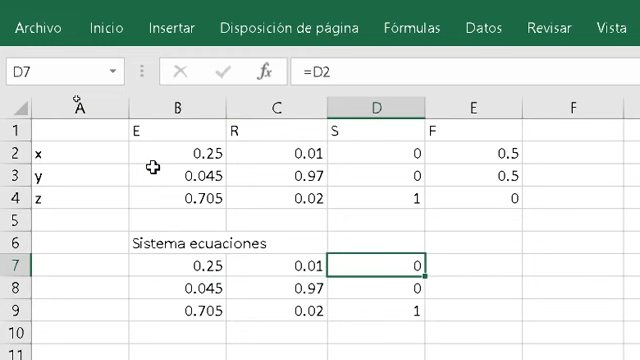 Archivo Inicio Insertar Disposición de página Fórmulas Datos Revisar Vista
D7 fx =D2
A B C D E F
1 E R S F
2 x 0.25 0.01 0 0.5
3 y 0.045 0.97 0 0.5
4 z 0.705 0.02 1 0
5
6 Sistema ecuaciones
7 0.25 0.01 0
8 0.045 0.97 0
9 0.705 0.02 1
10
11